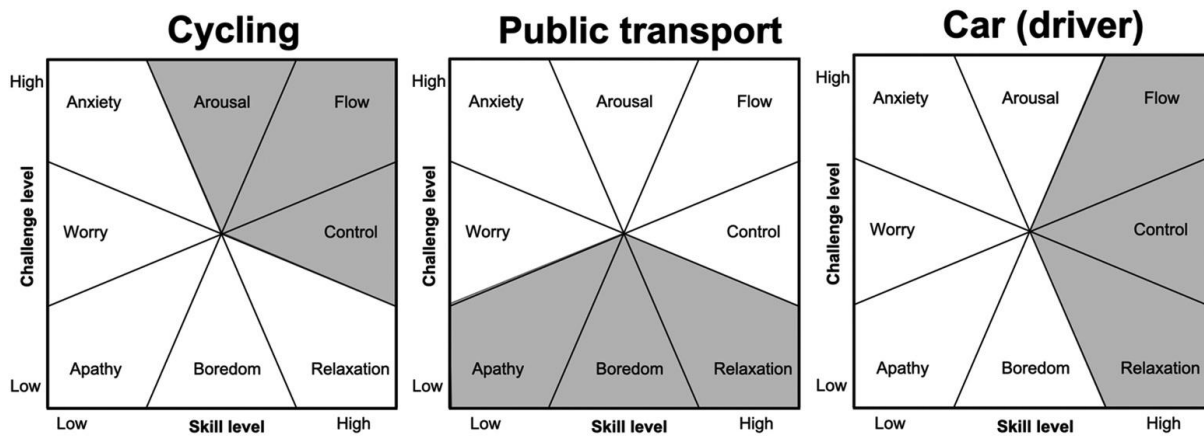 Cycling
High
Anxiety
Arousal
Flow
Challenge level
Worry
Control
Apathy
Boredom
Relaxation
Low
Low
Skill level
High
Public transport
High
Anxiety
Arousal
Flow
Challenge level
Worry
Control
Apathy
Boredom
Relaxation
Low
Low
Skill level
High
Car (driver)
High
Anxiety
Arousal
Flow
Challenge level
Worry
Control
Apathy
Boredom
Relaxation
Low
Low
Skill level
High